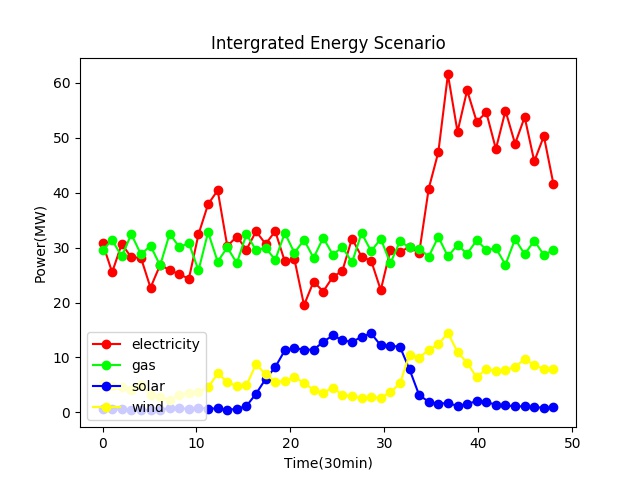 Intergrated Energy Scenario
Power(MW)
60
50
40
30
20
10
0
electricity
gas
solar
wind
0 10 20 30 40 50
Time(30min)